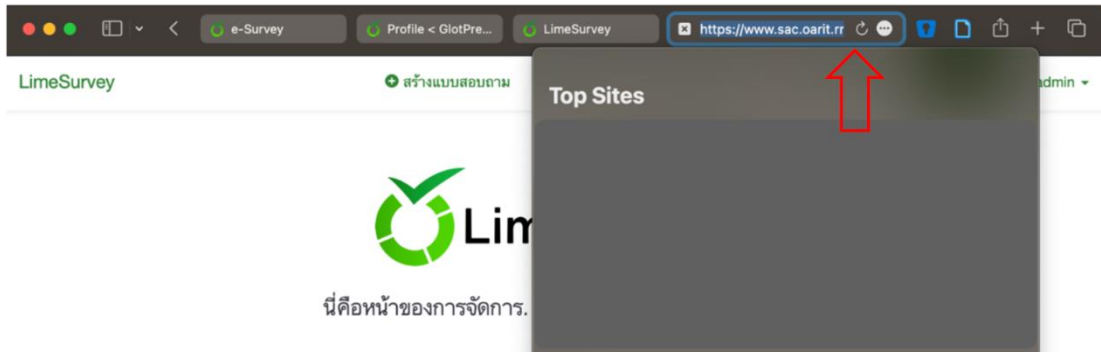 e-Survey
Profile < GlotPre...
LimeSurvey
https://www.sac.oarit.rr
LimeSurvey
สร้างแบบสอบถาม
admin
Top Sites
Lim
นี่คือหน้าของการจัดการ.